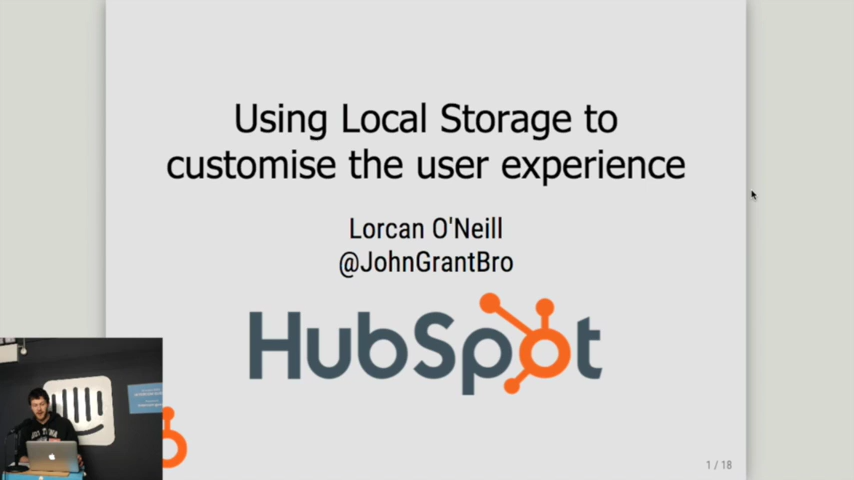 Using Local Storage to
customise the user experience
Lorcan O'Neill
@JohnGrantBro
HubSpot
1 / 18